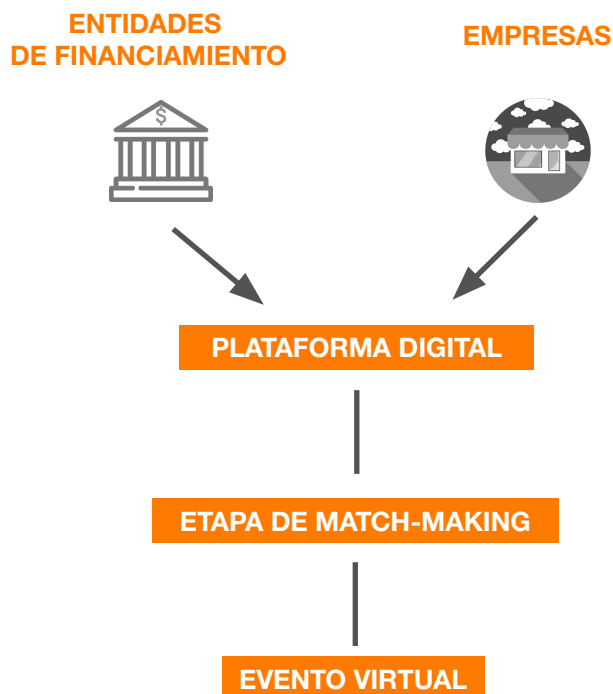 ENTIDADES
DE FINANCIAMIENTO
EMPRESAS
$
PLATAFORMA DIGITAL
ETAPA DE MATCH-MAKING
EVENTO VIRTUAL